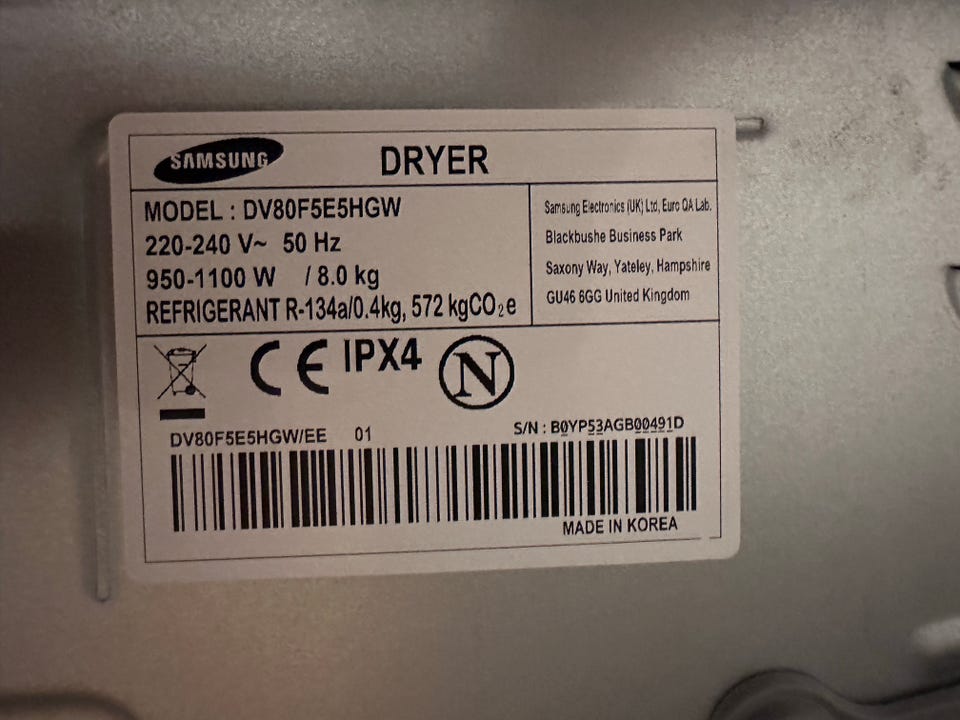 SAMSUNG DRYER
MODEL : DV80F5E5HGW
220-240 V~ 50 Hz
950-1100 W / 8.0 kg
REFRIGERANT R-134a/0.4kg, 572 kgCO₂e
Samsung Electronics (UK) Ltd, Euro QA Lab.
Blackbushe Business Park
Saxony Way, Yateley, Hampshire
GU46 6GG United Kingdom
CE IPX4 N
DV80F5E5HGW/EE 01
S/N : B0YP53AGB00491D
MADE IN KOREA